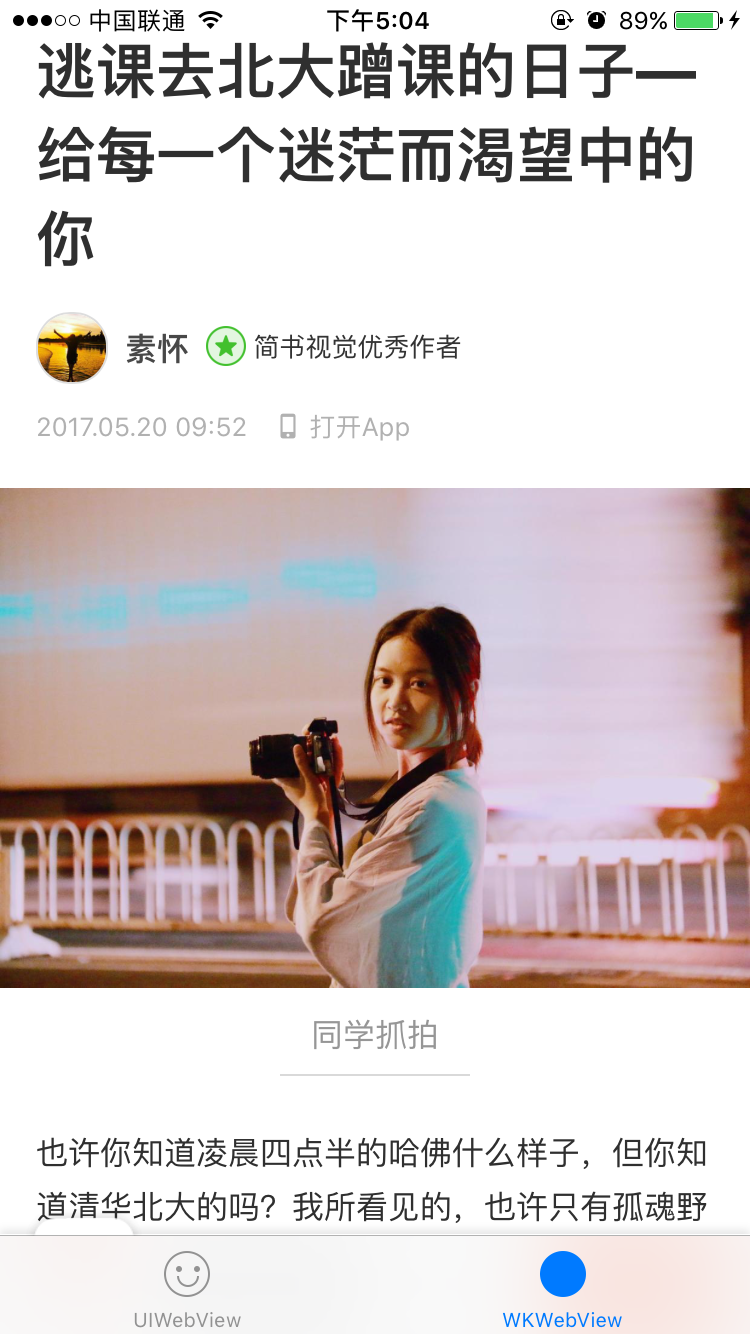 中国联通 下午5:04 89%
逃课去北大蹭课的日子—
给每一个迷茫而渴望中的
你
素怀 简书视觉优秀作者
2017.05.20 09:52 打开App
同学抓拍
也许你知道凌晨四点半的哈佛什么样子，但你知
道清华北大的吗？我所看见的，也许只有孤魂野
UIWebView WKWebView